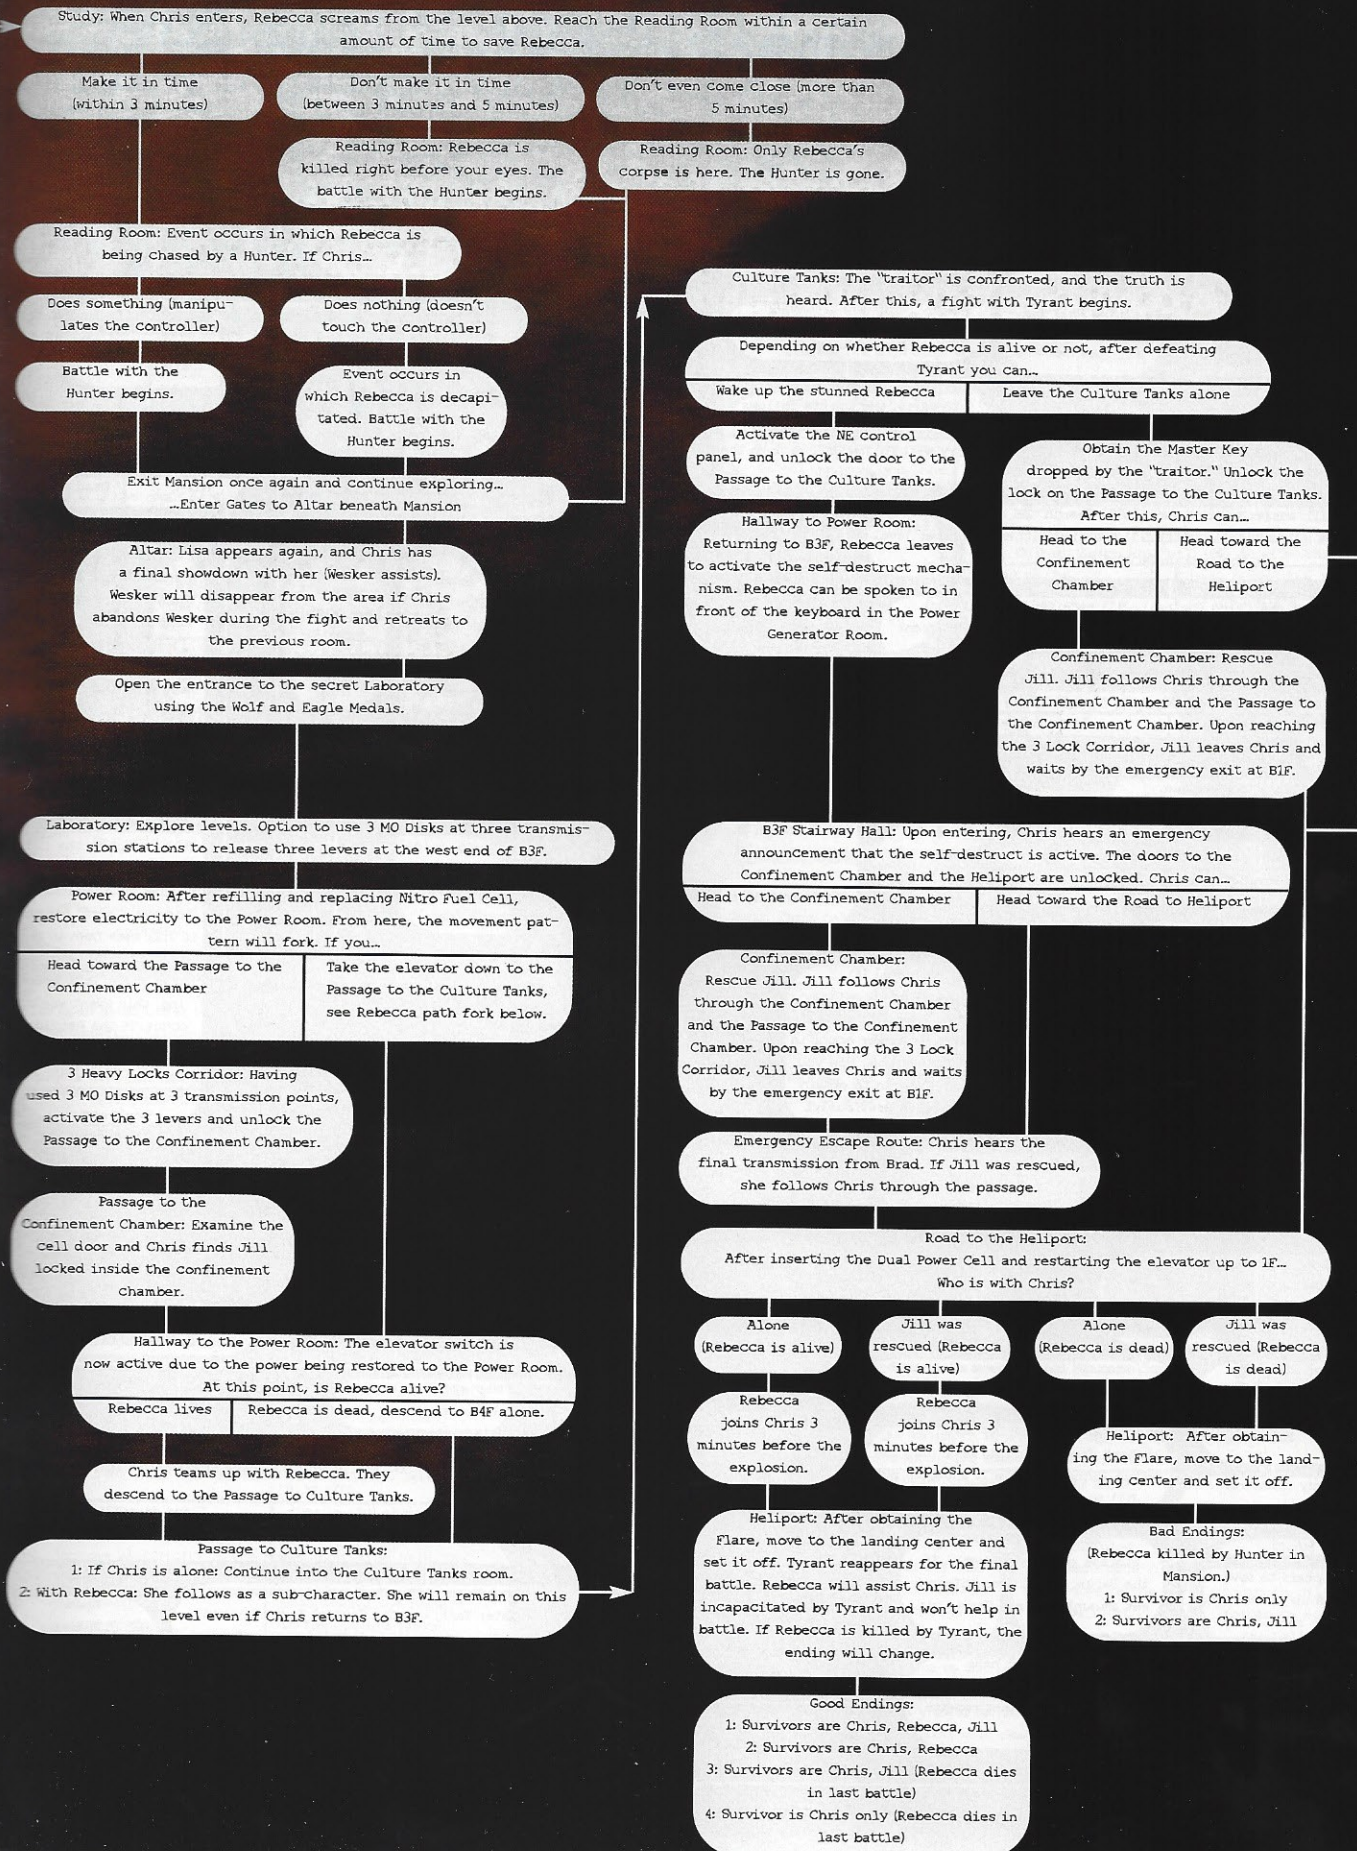 Study: When Chris enters, Rebecca screams from the level above. Reach the Reading Room within a certain
amount of time to save Rebecca.
Make it in time
(within 3 minutes)
Don't make it in time
(between 3 minutes and 5 minutes)
Don't even come close (more than
5 minutes)
Reading Room: Rebecca is
killed right before your eyes. The
battle with the Hunter begins.
Reading Room: Only Rebecca's
corpse is here. The Hunter is gone.
Reading Room: Event occurs in which Rebecca is
being chased by a Hunter. If Chris...
Does something (manipu-
lates the controller)
Does nothing (doesn't
touch the controller)
Battle with the
Hunter begins.
Event occurs in
which Rebecca is decapi-
tated. Battle with the
Hunter begins.
Exit Mansion once again and continue exploring...
...Enter Gates to Altar beneath Mansion
Altar: Lisa appears again, and Chris has
a final showdown with her (Wesker assists).
Wesker will disappear from the area if Chris
abandons Wesker during the fight and retreats to
the previous room.
Open the entrance to the secret Laboratory
using the Wolf and Eagle Medals.
Laboratory: Explore levels. Option to use 3 MO Disks at three transmis-
sion stations to release three levers at the west end of B3F.
Power Room: After refilling and replacing Nitro Fuel Cell,
restore electricity to the Power Room. From here, the movement pat-
tern will fork. If you...
Head toward the Passage to the
Confinement Chamber
Take the elevator down to the
Passage to the Culture Tanks,
see Rebecca path fork below.
3 Heavy Locks Corridor: Having
used 3 MO Disks at 3 transmission points,
activate the 3 levers and unlock the
Passage to the Confinement Chamber.
Passage to the
Confinement Chamber: Examine the
cell door and Chris finds Jill
locked inside the confinement
chamber.
Hallway to the Power Room: The elevator switch is
now active due to the power being restored to the Power Room.
At this point, is Rebecca alive?
Rebecca lives
Rebecca is dead, descend to B4F alone.
Chris teams up with Rebecca. They
descend to the Passage to Culture Tanks.
Passage to Culture Tanks:
1: If Chris is alone: Continue into the Culture Tanks room.
2: With Rebecca: She follows as a sub-character. She will remain on this
level even if Chris returns to B3F.
Culture Tanks: The "traitor" is confronted, and the truth is
heard. After this, a fight with Tyrant begins.
Depending on whether Rebecca is alive or not, after defeating
Tyrant you can...
Wake up the stunned Rebecca
Leave the Culture Tanks alone
Activate the NE control
panel, and unlock the door to the
Passage to the Culture Tanks.
Obtain the Master Key
dropped by the "traitor." Unlock the
lock on the Passage to the Culture Tanks.
After this, Chris can...
Head to the
Confinement
Chamber
Head toward the
Road to the
Heliport
Hallway to Power Room:
Returning to B3F, Rebecca leaves
to activate the self-destruct mecha-
nism. Rebecca can be spoken to in
front of the keyboard in the Power
Generator Room.
Confinement Chamber: Rescue
Jill. Jill follows Chris through the
Confinement Chamber and the Passage to
the Confinement Chamber. Upon reaching
the 3 Lock Corridor, Jill leaves Chris and
waits by the emergency exit at B1F.
B3F Stairway Hall: Upon entering, Chris hears an emergency
announcement that the self-destruct is active. The doors to the
Confinement Chamber and the Heliport are unlocked. Chris can...
Head to the Confinement Chamber
Head toward the Road to Heliport
Confinement Chamber:
Rescue Jill. Jill follows Chris
through the Confinement Chamber
and the Passage to the Confinement
Chamber. Upon reaching the 3 Lock
Corridor, Jill leaves Chris and waits
by the emergency exit at B1F.
Emergency Escape Route: Chris hears the
final transmission from Brad. If Jill was rescued,
she follows Chris through the passage.
Road to the Heliport:
After inserting the Dual Power Cell and restarting the elevator up to 1F...
Who is with Chris?
Alone
(Rebecca is alive)
Jill was
rescued (Rebecca
is alive)
Alone
(Rebecca is dead)
Jill was
rescued (Rebecca
is dead)
Rebecca
joins Chris 3
minutes before the
explosion.
Rebecca
joins Chris 3
minutes before the
explosion.
Heliport: After obtain-
ing the Flare, move to the land-
ing center and set it off.
Heliport: After obtaining the
Flare, move to the landing center and
set it off. Tyrant reappears for the final
battle. Rebecca will assist Chris. Jill is
incapacitated by Tyrant and won't help in
battle. If Rebecca is killed by Tyrant, the
ending will change.
Bad Endings:
(Rebecca killed by Hunter in
Mansion.)
1: Survivor is Chris only
2: Survivors are Chris, Jill
Good Endings:
1: Survivors are Chris, Rebecca, Jill
2: Survivors are Chris, Rebecca
3: Survivors are Chris, Jill (Rebecca dies
in last battle)
4: Survivor is Chris only (Rebecca dies in
last battle)